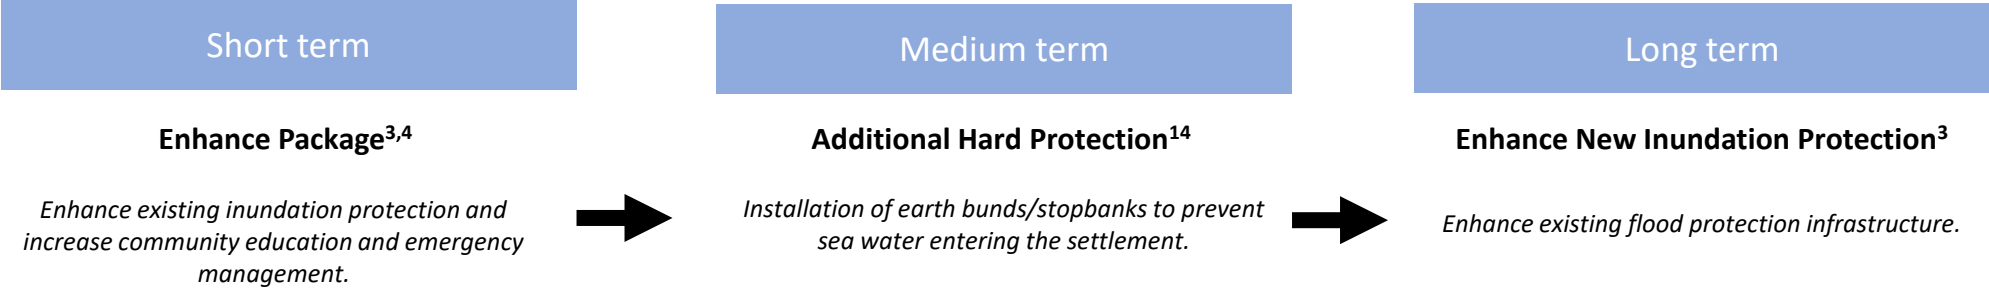 Short term
Enhance Package3,4
Enhance existing inundation protection and
increase community education and emergency
management.
Medium term
Additional Hard Protection14
Installation of earth bunds/stopbanks to prevent
sea water entering the settlement.
Long term
Enhance New Inundation Protection3
Enhance existing flood protection infrastructure.